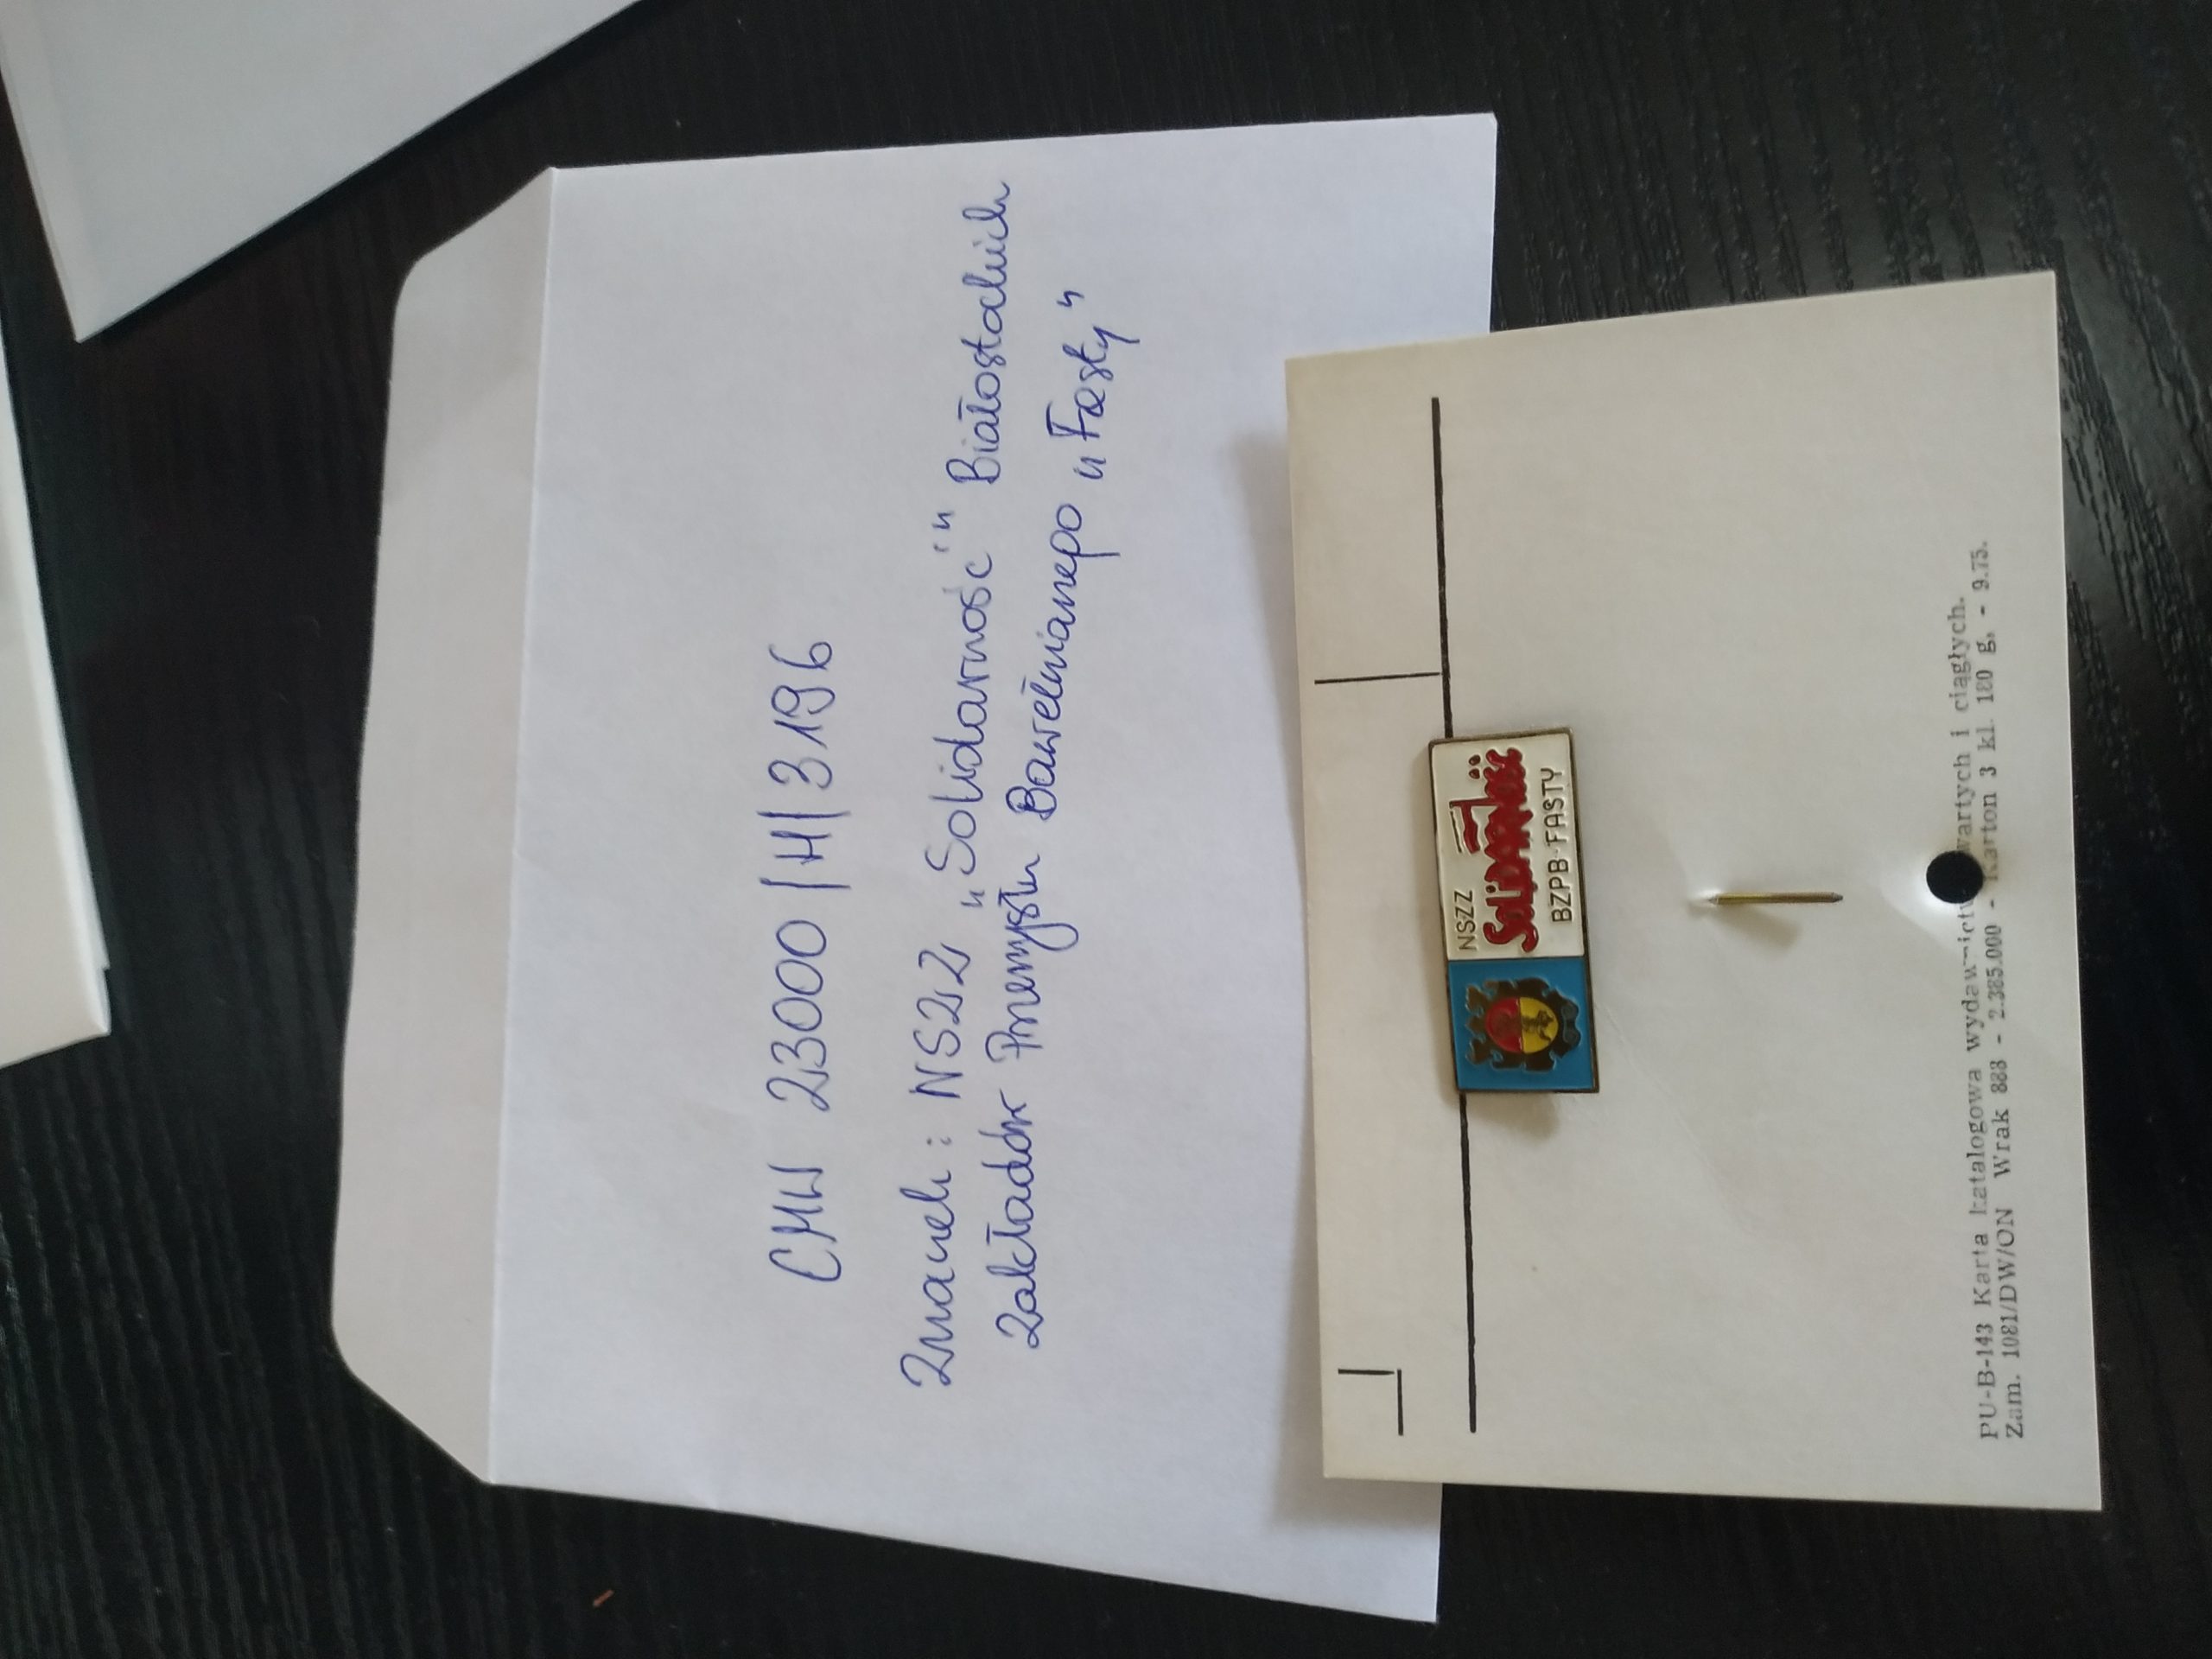 CMW 23000/H/3196
Znaczek: NSZZ „Solidarność" Białostockich
Zakładów Przemysłu Bawełnianego „Fasty"
NSZZ
Solidarność
BZPB·FASTY
PU-B-143 Karta katalogowa wydawnictw zwartych i ciągłych.
Zam. 1081/DW/ON Wrak 888 - 2.385.000 - Karton 3 kl. 180 g. - 9.75.